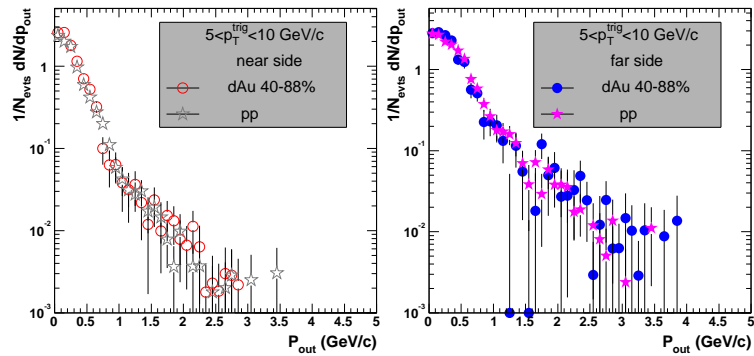 1/N_evts dN/dp_out
5<p_T^trig<10 GeV/c
near side
dAu 40-88%
pp
1
10^-1
10^-2
10^-3
0 0.5 1 1.5 2 2.5 3 3.5 4 4.5 5
P_out (GeV/c)
1/N_evts dN/dp_out
5<p_T^trig<10 GeV/c
far side
dAu 40-88%
pp
1
10^-1
10^-2
10^-3
0 0.5 1 1.5 2 2.5 3 3.5 4 4.5 5
P_out (GeV/c)